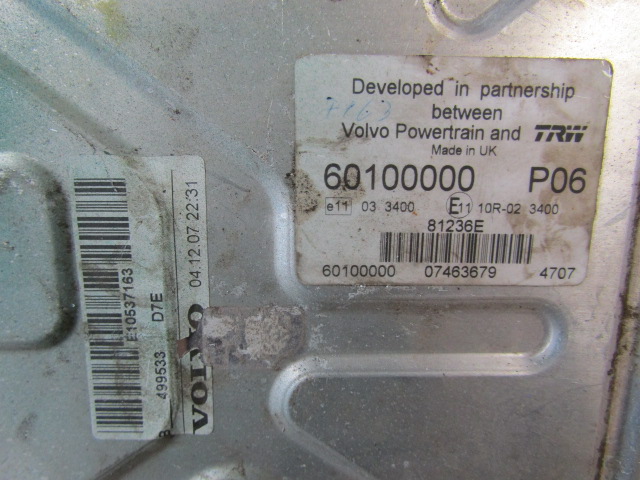 Developed in partnership
between
Volvo Powertrain and TRW
Made in UK
60100000 P06
e11 03 3400 E11 10R-02 3400
81236E
60100000 07463679 4707
E10537163
499533 D7E
VOLVO 04.12.07 22:31